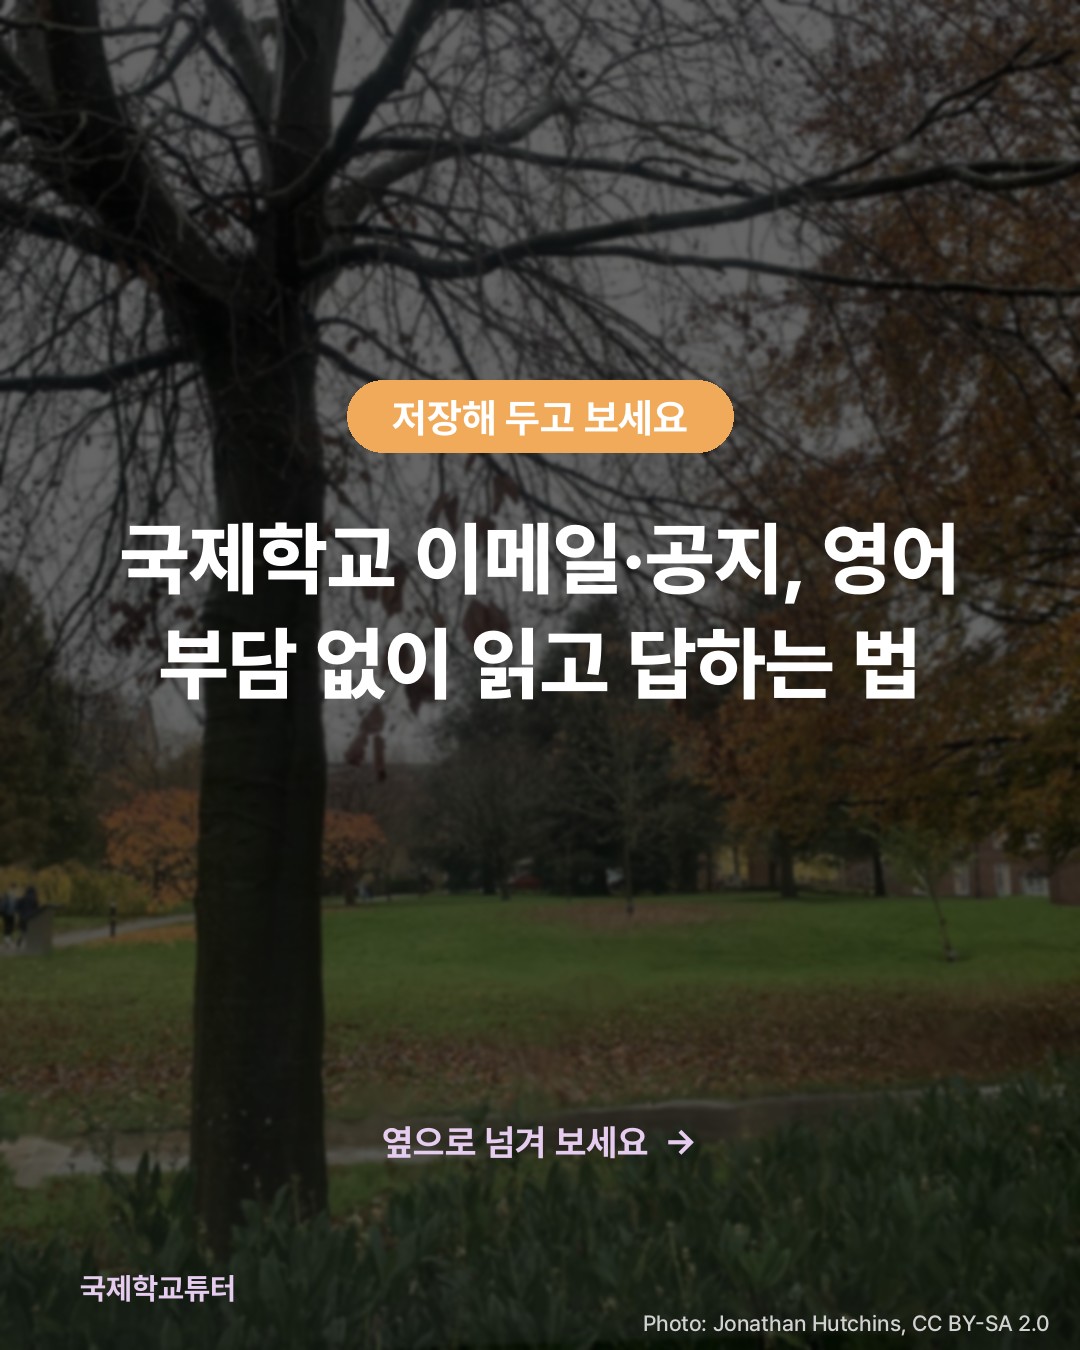 저장해 두고 보세요
국제학교 이메일·공지, 영어
부담 없이 읽고 답하는 법
옆으로 넘겨 보세요 →
국제학교튜터
Photo: Jonathan Hutchins, CC BY-SA 2.0